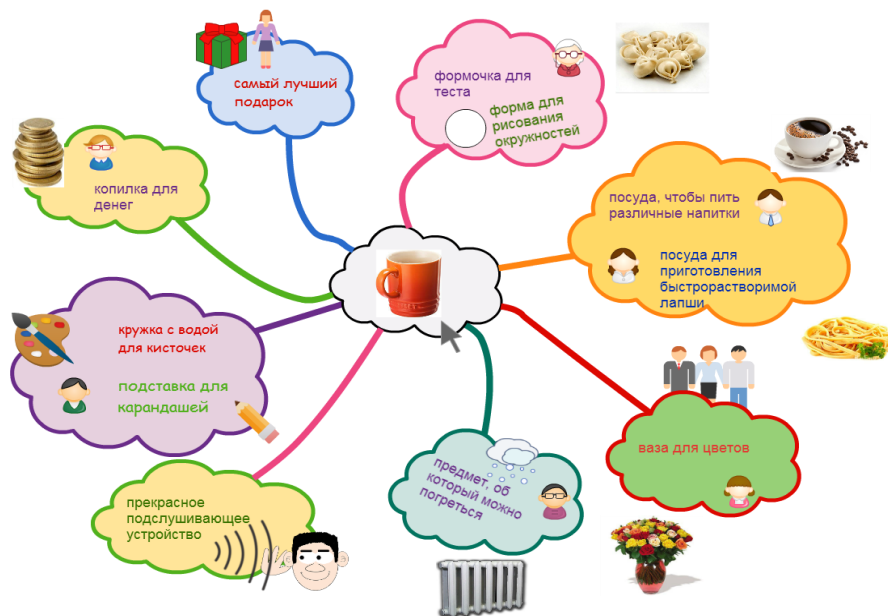 самый лучший
подарок
формочка для
теста
форма для
рисования
окружностей
копилка для
денег
посуда, чтобы пить
различные напитки
посуда для
приготовления
быстрорастворимой
лапши
кружка с водой
для кисточек
подставка для
карандашей
ваза для цветов
предмет, об
который можно
погреться
прекрасное
подслушивающее
устройство